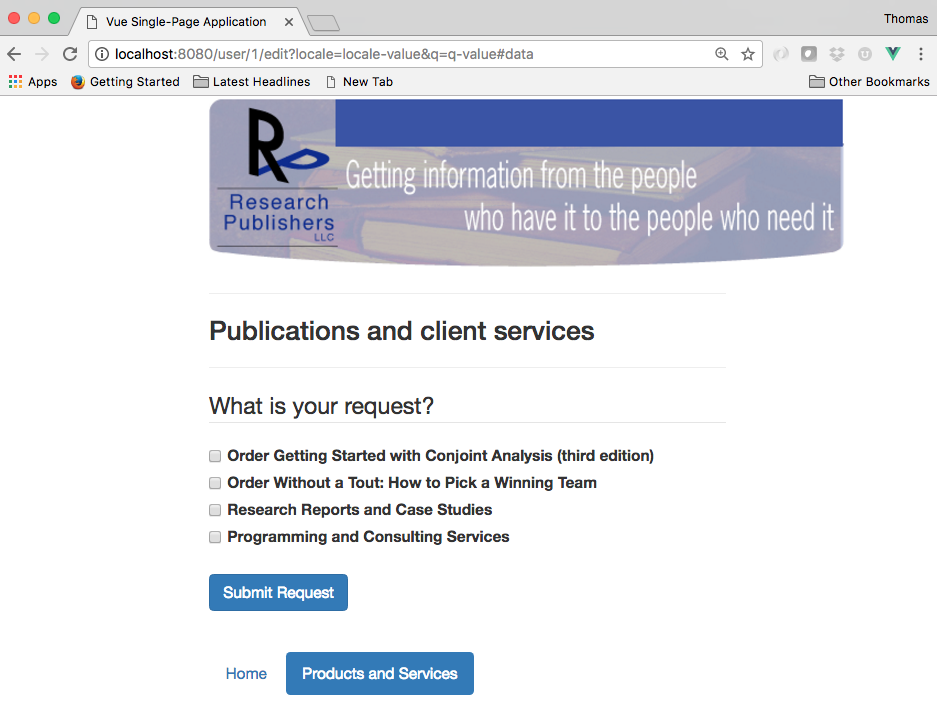 Vue Single-Page Application
Thomas
localhost:8080/user/1/edit?locale=locale-value&q=q-value#data
Apps
Getting Started
Latest Headlines
New Tab
Other Bookmarks
R
Research
Publishers
LLC
Getting information from the people
who have it to the people who need it
Publications and client services
What is your request?
Order Getting Started with Conjoint Analysis (third edition)
Order Without a Tout: How to Pick a Winning Team
Research Reports and Case Studies
Programming and Consulting Services
Submit Request
Home
Products and Services